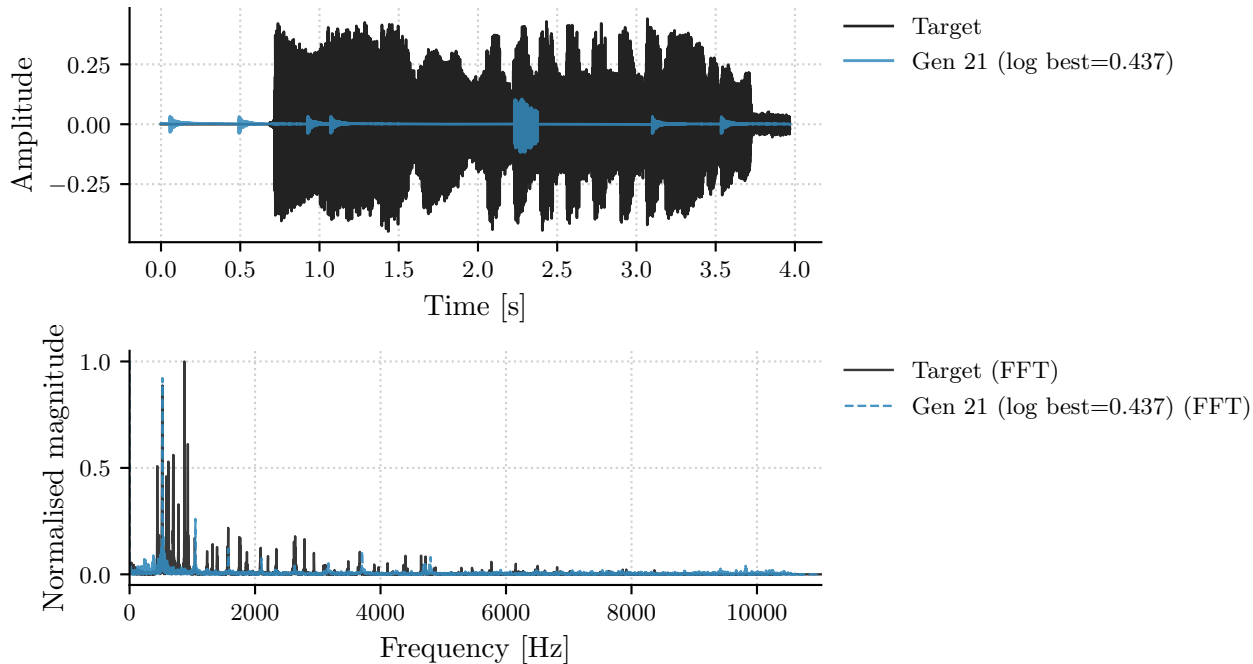 0.25
0.00
−0.25
Amplitude
0.0 0.5 1.0 1.5 2.0 2.5 3.0 3.5 4.0
Time [s]
Target
Gen 21 (log best=0.437)
1.0
0.5
0.0
Normalised magnitude
0 2000 4000 6000 8000 10000
Frequency [Hz]
Target (FFT)
Gen 21 (log best=0.437) (FFT)